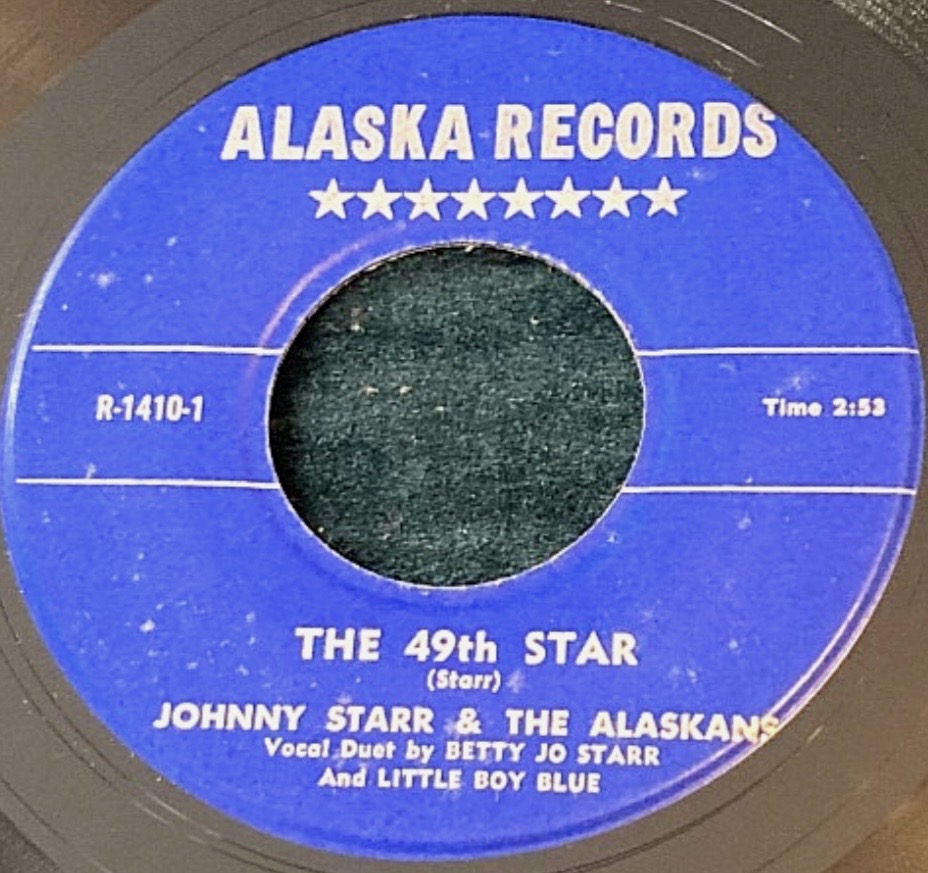 ALASKA RECORDS
R-1410-1
Time 2:53
THE 49th STAR
(Starr)
JOHNNY STARR & THE ALASKANS
Vocal Duet by BETTY JO STARR
And LITTLE BOY BLUE